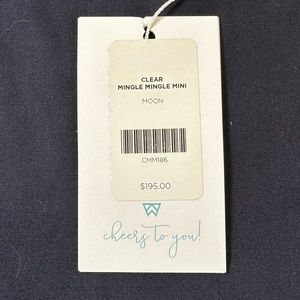 CLEAR
MINGLE MINGLE MINI
MOON
CMM186
$195.00
cheers to you!